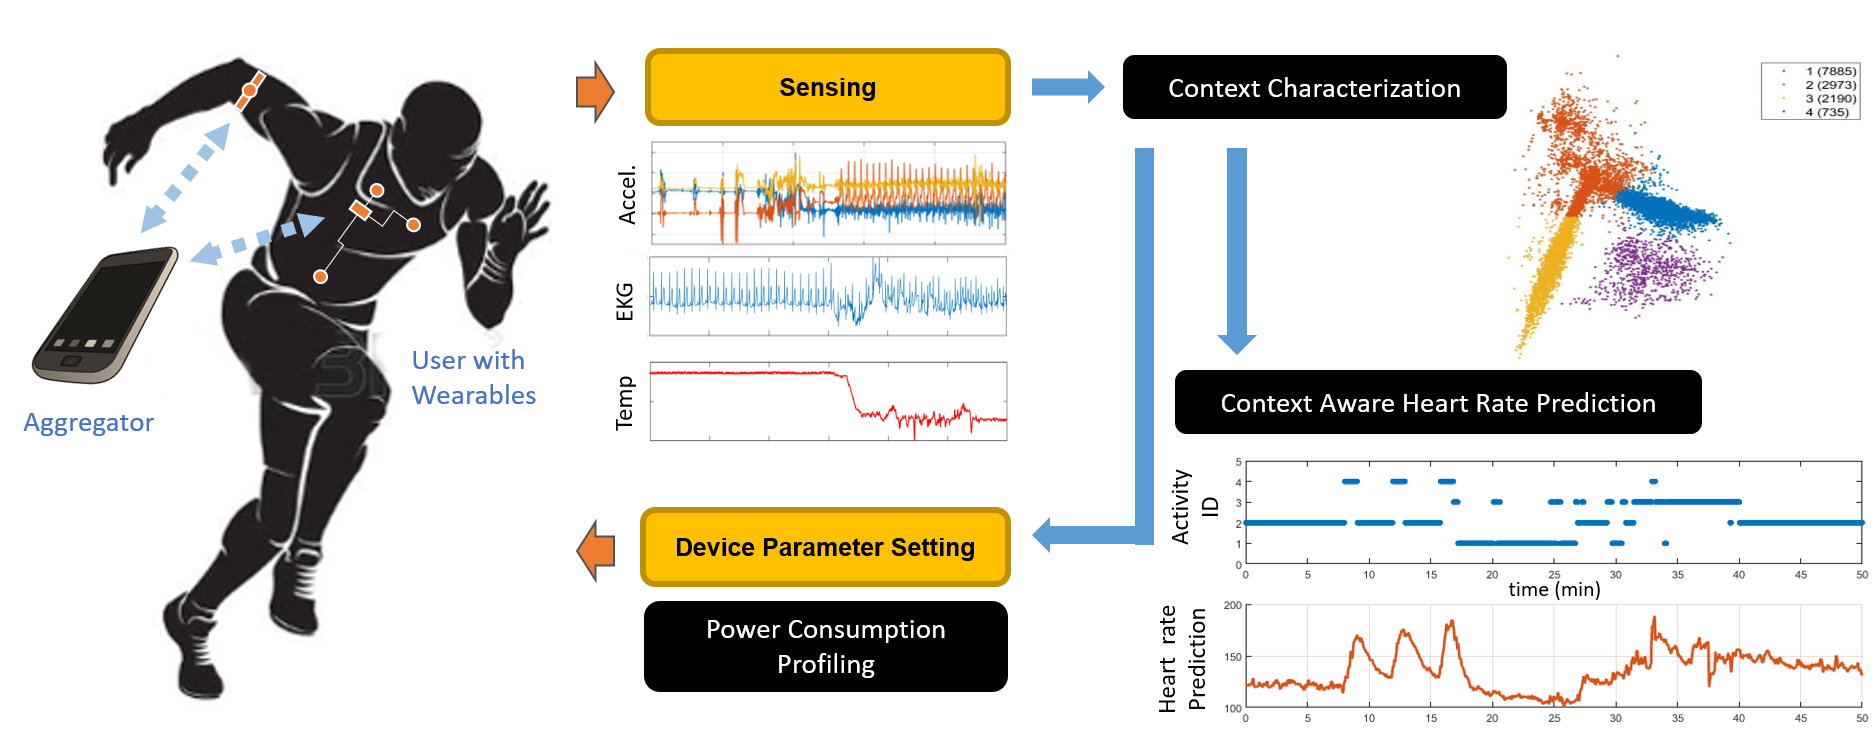 Sensing
Context Characterization
1 (7885)
2 (2973)
3 (2190)
4 (735)
Accel.
EKG
Temp
User with
Wearables
Aggregator
Context Aware Heart Rate Prediction
Activity
ID
5
4
3
2
1
0
0 5 10 15 20 25 30 35 40 45 50
time (min)
Device Parameter Setting
Power Consumption
Profiling
Heart rate
Prediction
200
150
100
0 5 10 15 20 25 30 35 40 45 50